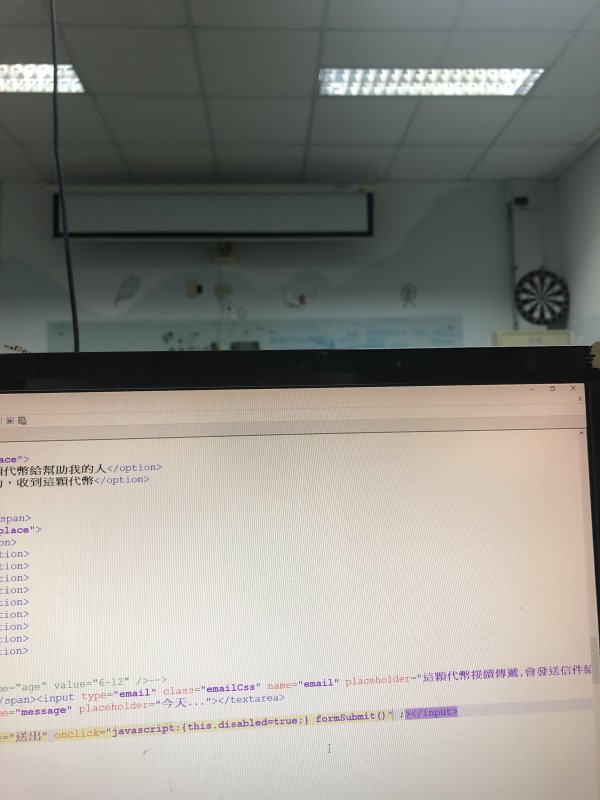 ace">
代幣給幫助我的人</option>
，收到這顆代幣</option>
span>
place">
on>
tion>
tion>
tion>
tion>
tion>
tion>
tion>
tion>
tion>
me="age" value="6-12" />-->
/span><input type="email" class="emailCss" name="email" placeholder="這顆代幣接續傳遞,會發送信件給
me="message" placeholder="今天..."></textarea>
="送出" onclick="javascript:{this.disabled=true;} formSubmit()" ;></input>